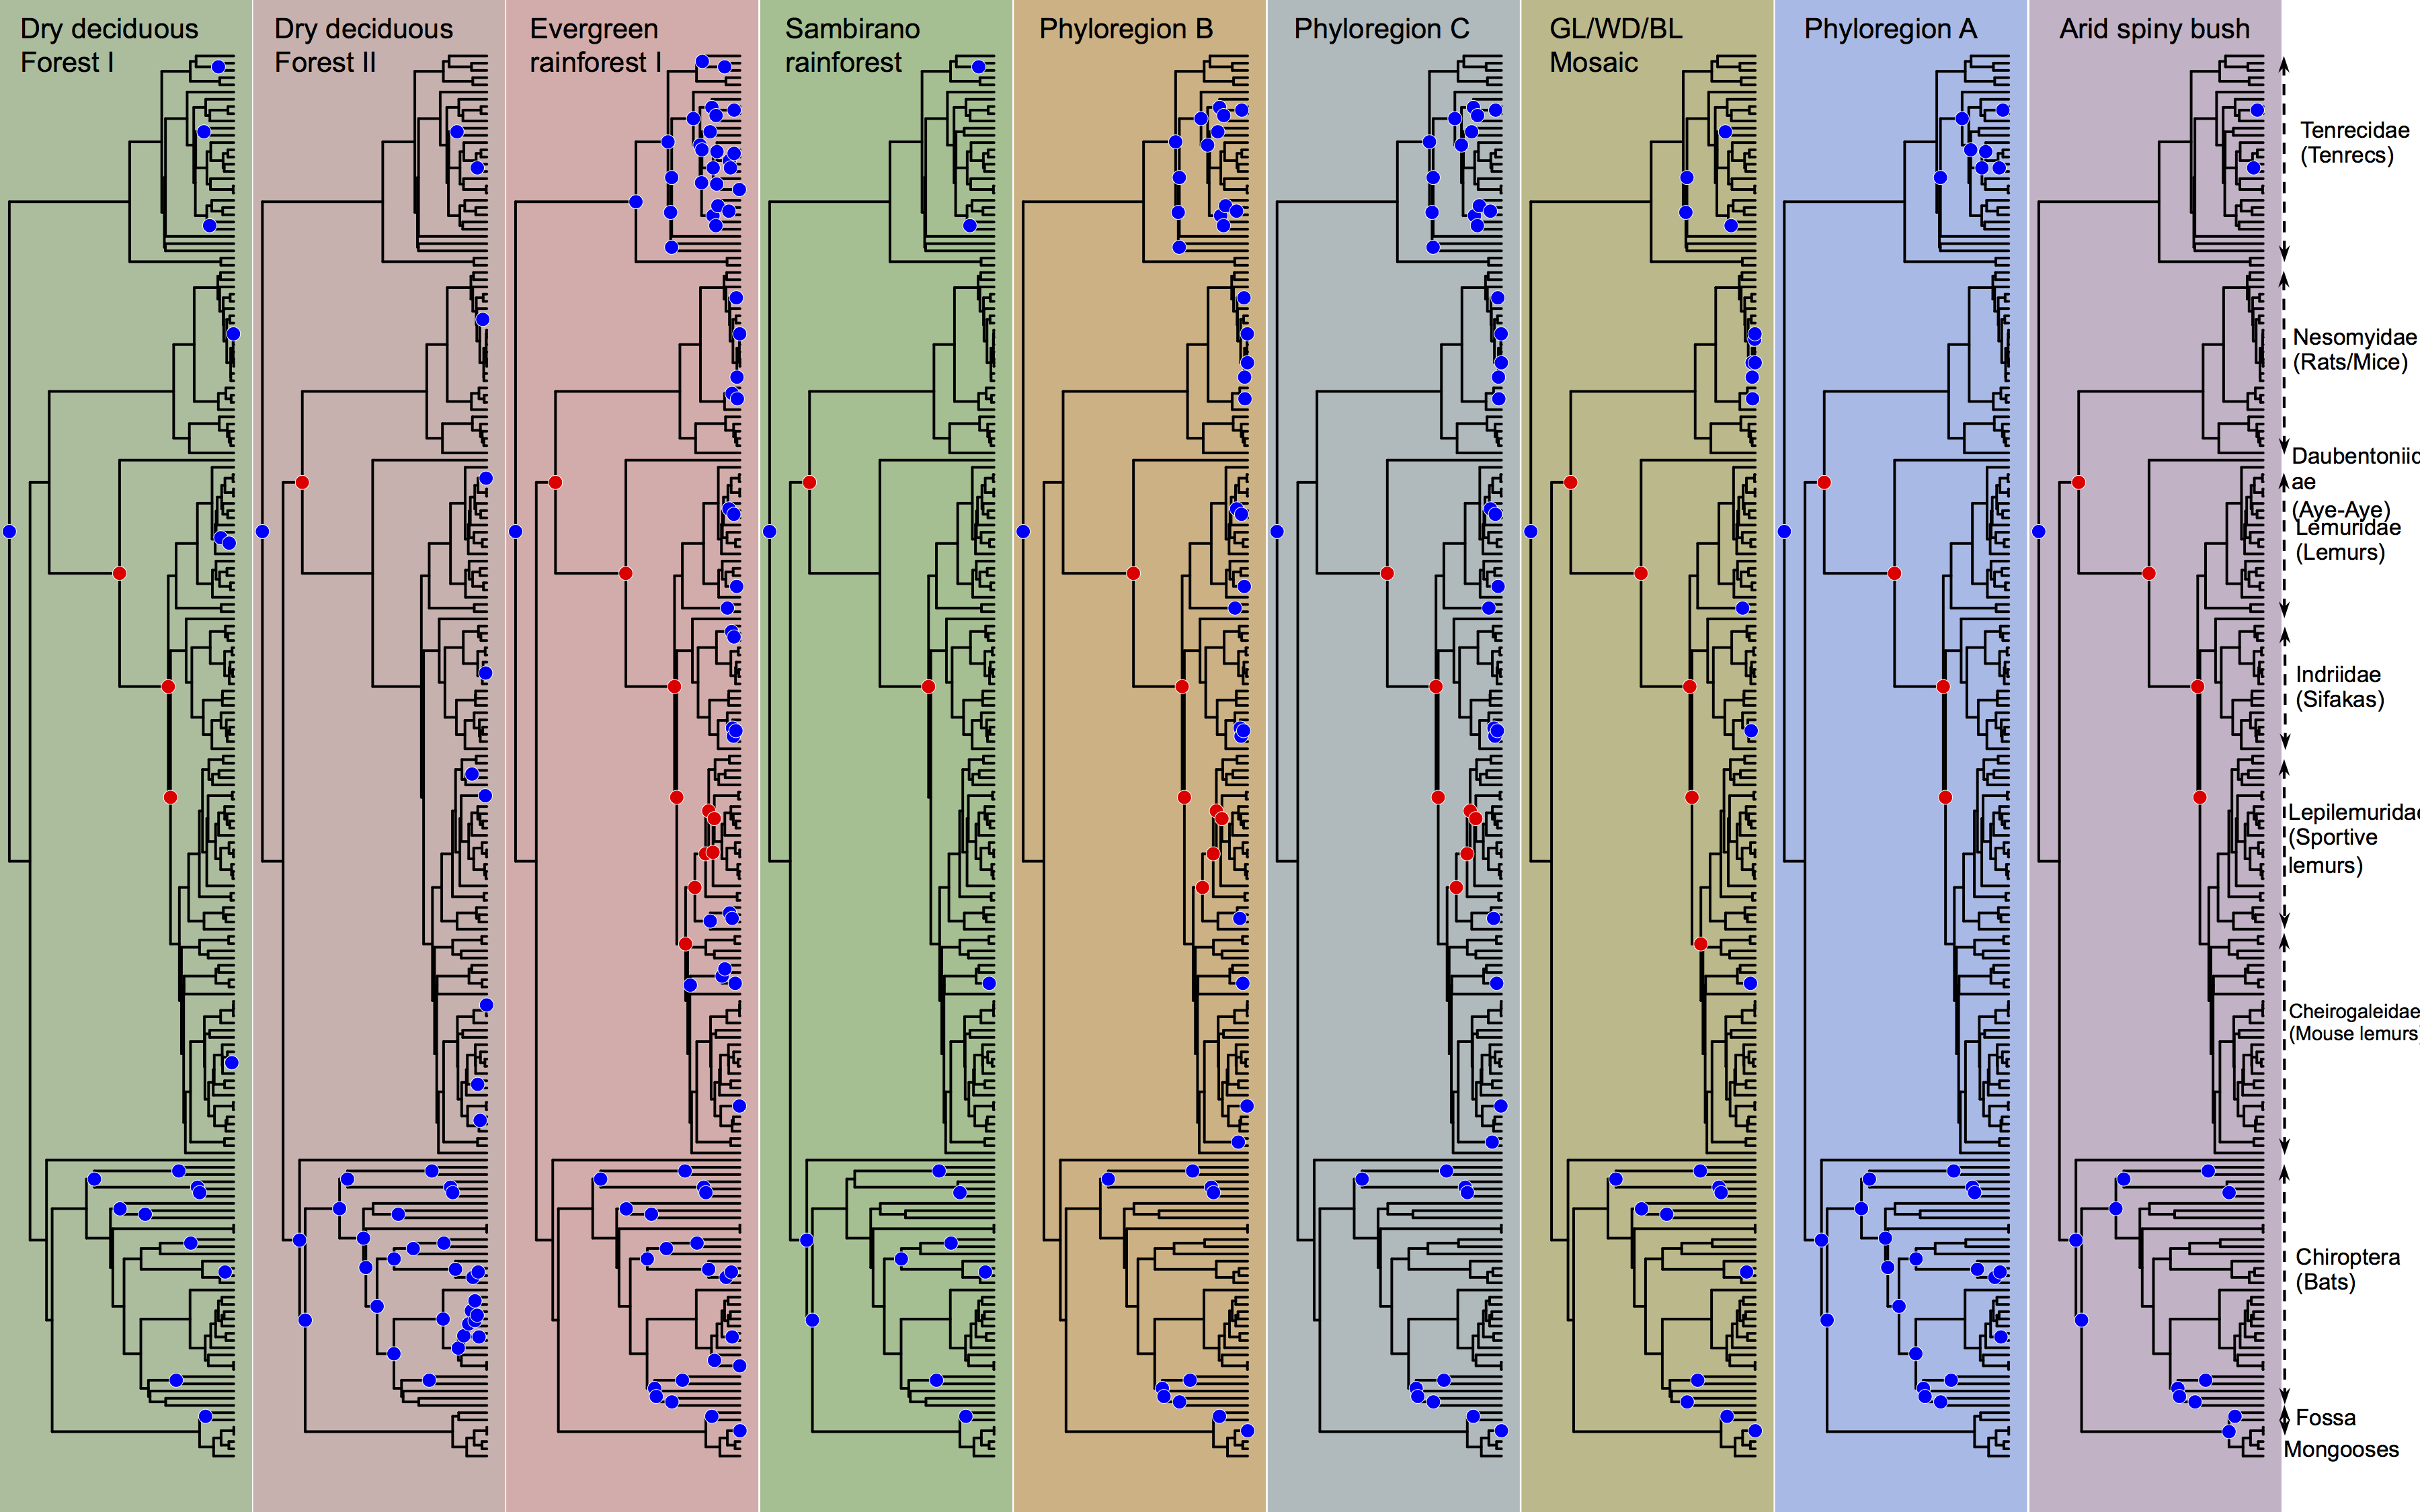 Dry deciduous
Forest I
Dry deciduous
Forest II
Evergreen
rainforest I
Sambirano
rainforest
Phyloregion B
Phyloregion C
GL/WD/BL
Mosaic
Phyloregion A
Arid spiny bush
Tenrecidae
(Tenrecs)
Nesomyidae
(Rats/Mice)
Daubentoniid
ae
(Aye-Aye)
Lemuridae
(Lemurs)
Indriidae
(Sifakas)
Lepilemuridae
(Sportive
lemurs)
Cheirogaleidae
(Mouse lemurs
Chiroptera
(Bats)
Fossa
Mongooses